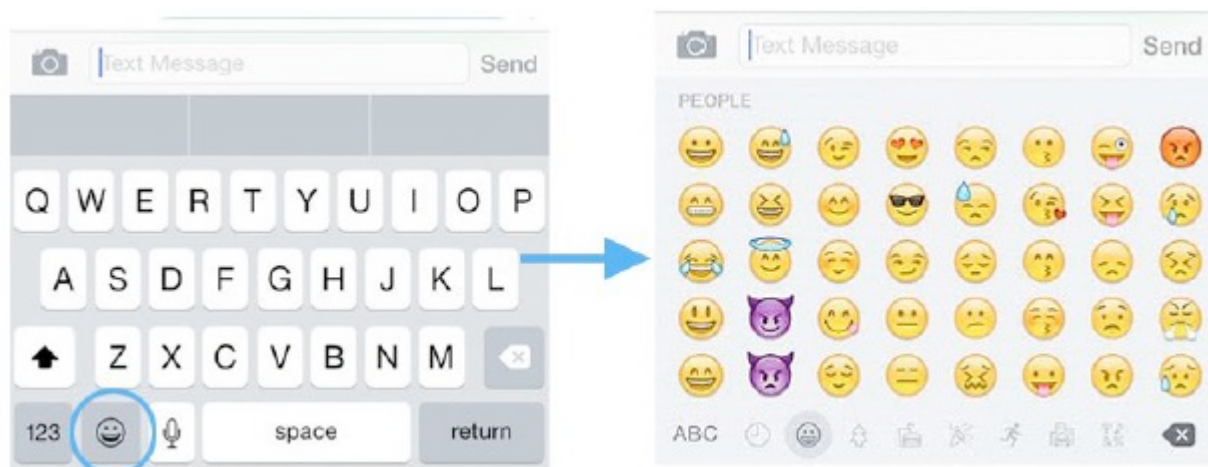 Text Message Send
Q W E R T Y U I O P
A S D F G H J K L
Z X C V B N M
123 space return
Text Message Send
PEOPLE
ABC